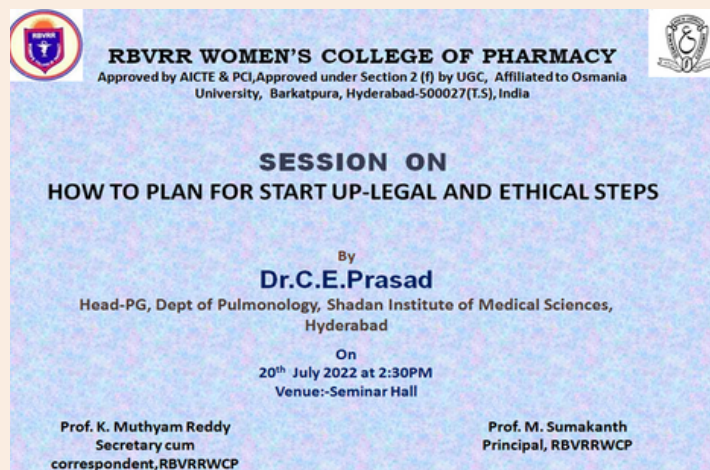 RBVRR
RBVRR WOMEN'S COLLEGE OF PHARMACY
Approved by AICTE & PCI,Approved under Section 2 (f) by UGC, Affiliated to Osmania
University, Barkatpura, Hyderabad-500027(T.S), India
SESSION ON
HOW TO PLAN FOR START UP-LEGAL AND ETHICAL STEPS
By
Dr.C.E.Prasad
Head-PG, Dept of Pulmonology, Shadan Institute of Medical Sciences,
Hyderabad
On
20th July 2022 at 2:30PM
Venue:-Seminar Hall
Prof. K. Muthyam Reddy
Secretary cum
correspondent,RBVRRWCP
Prof. M. Sumakanth
Principal, RBVRRWCP